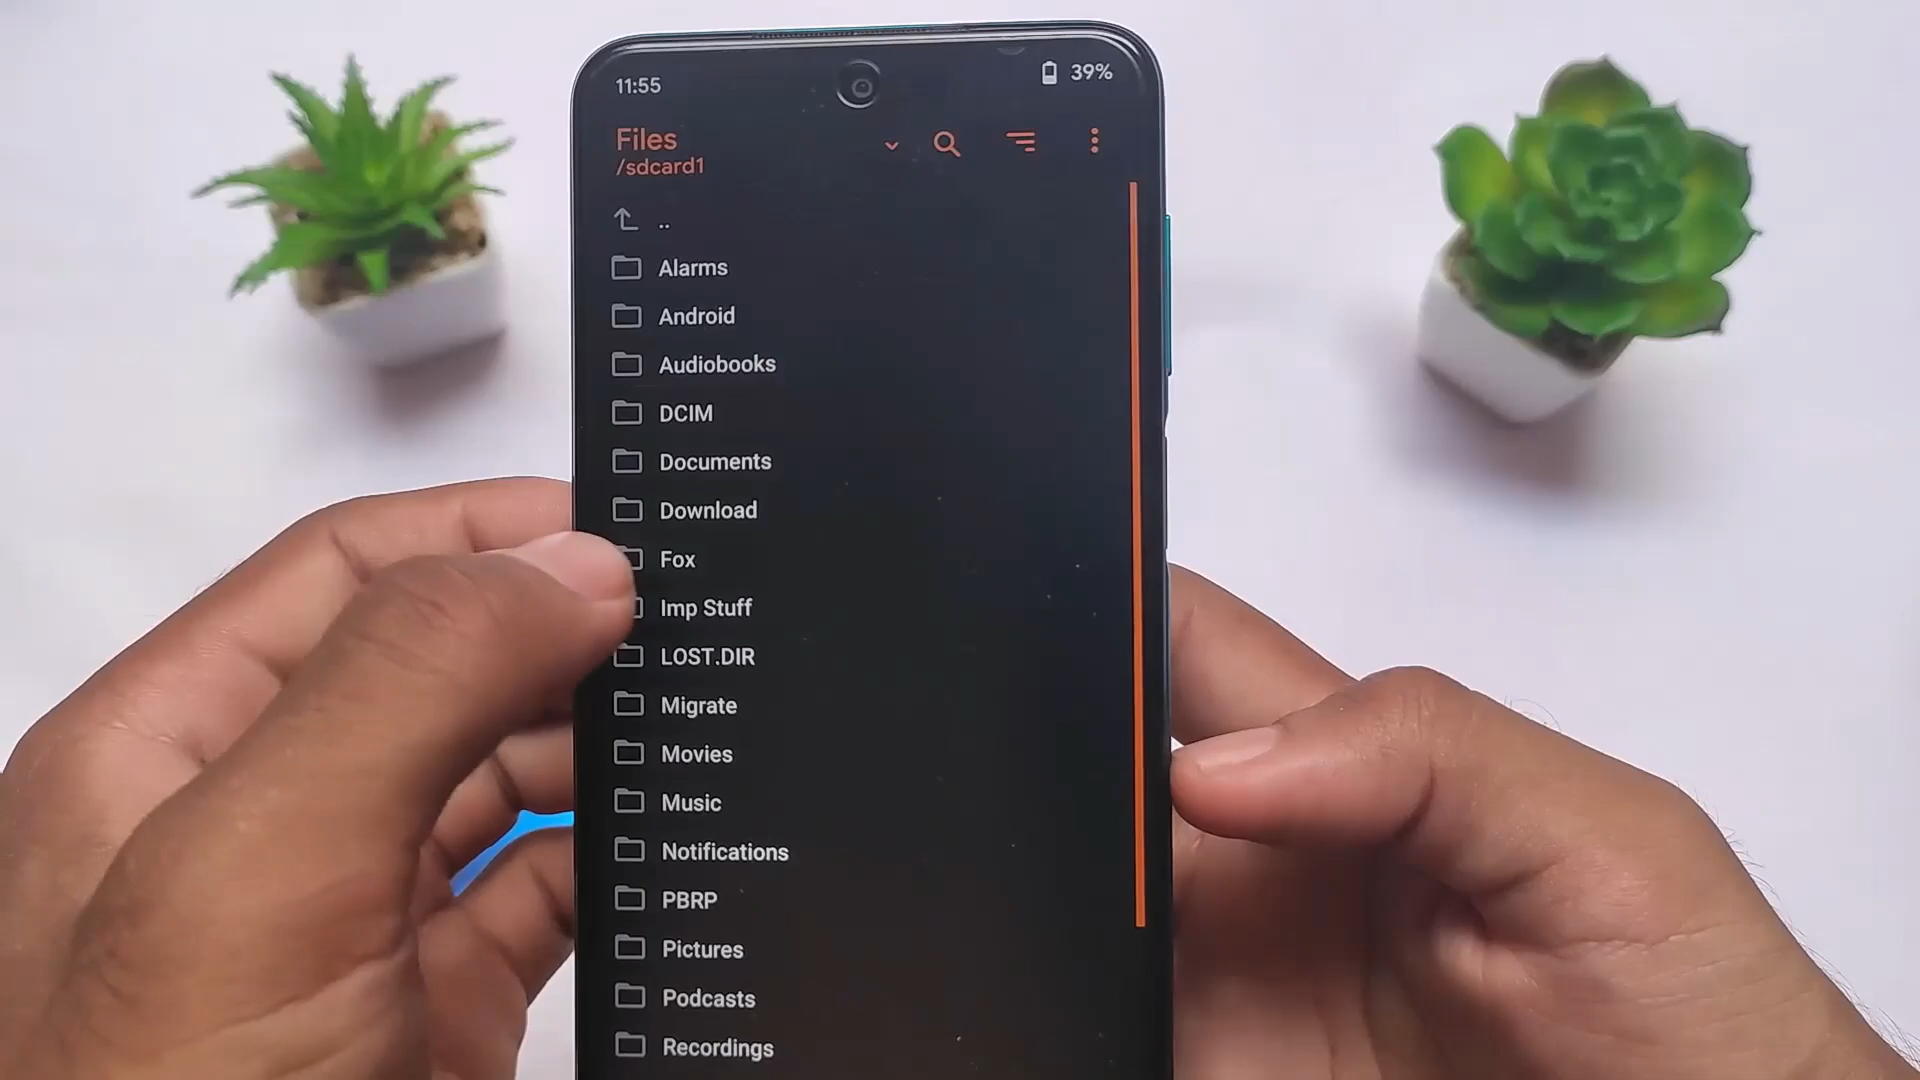 11:55
39%
Files
/sdcard1
..
Alarms
Android
Audiobooks
DCIM
Documents
Download
Fox
Imp Stuff
LOST.DIR
Migrate
Movies
Music
Notifications
PBRP
Pictures
Podcasts
Recordings